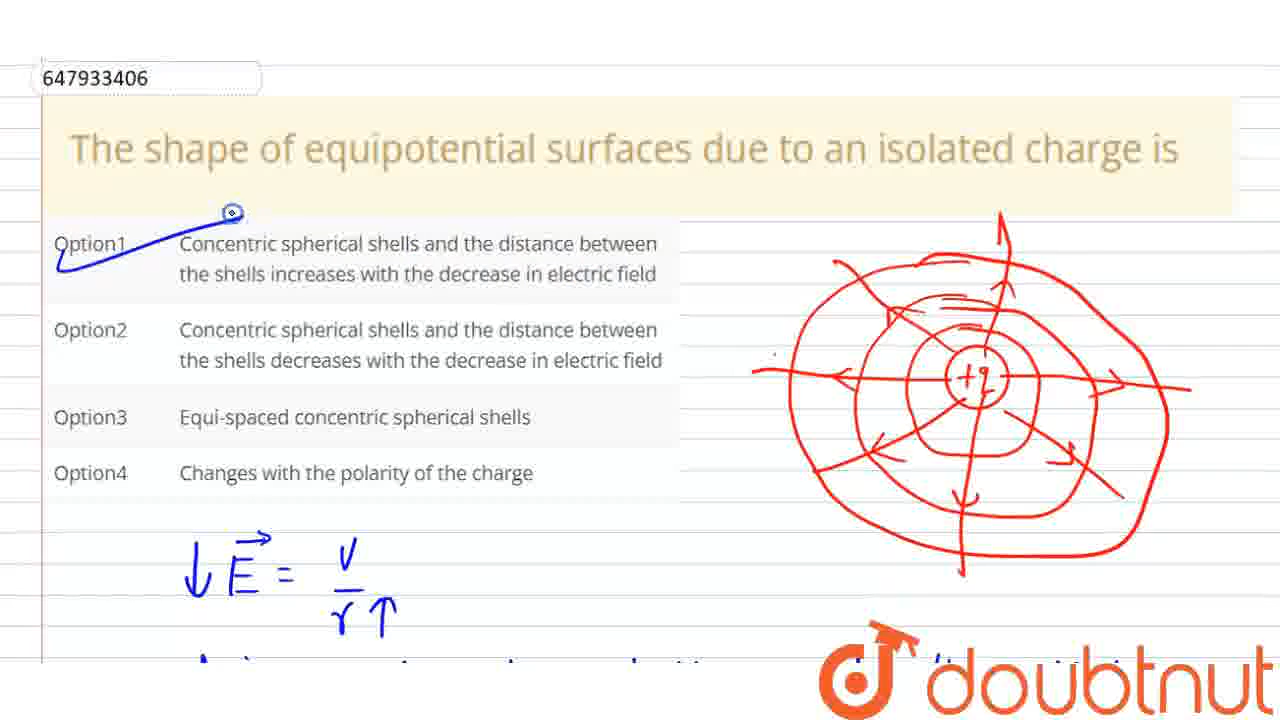 647933406
The shape of equipotential surfaces due to an isolated charge is
Option1 Concentric spherical shells and the distance between
the shells increases with the decrease in electric field
Option2 Concentric spherical shells and the distance between
the shells decreases with the decrease in electric field
Option3 Equi-spaced concentric spherical shells
Option4 Changes with the polarity of the charge
+q
↓ E⃗ = v/r ↑
doubtnut